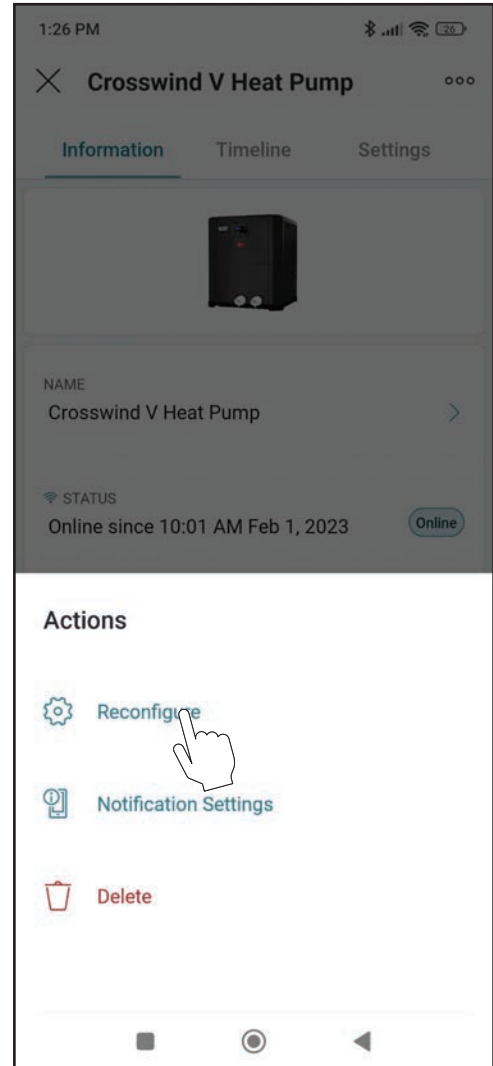 1:26 PM 26
Crosswind V Heat Pump
Information Timeline Settings
NAME
Crosswind V Heat Pump
STATUS
Online since 10:01 AM Feb 1, 2023 Online
Actions
Reconfigure
Notification Settings
Delete